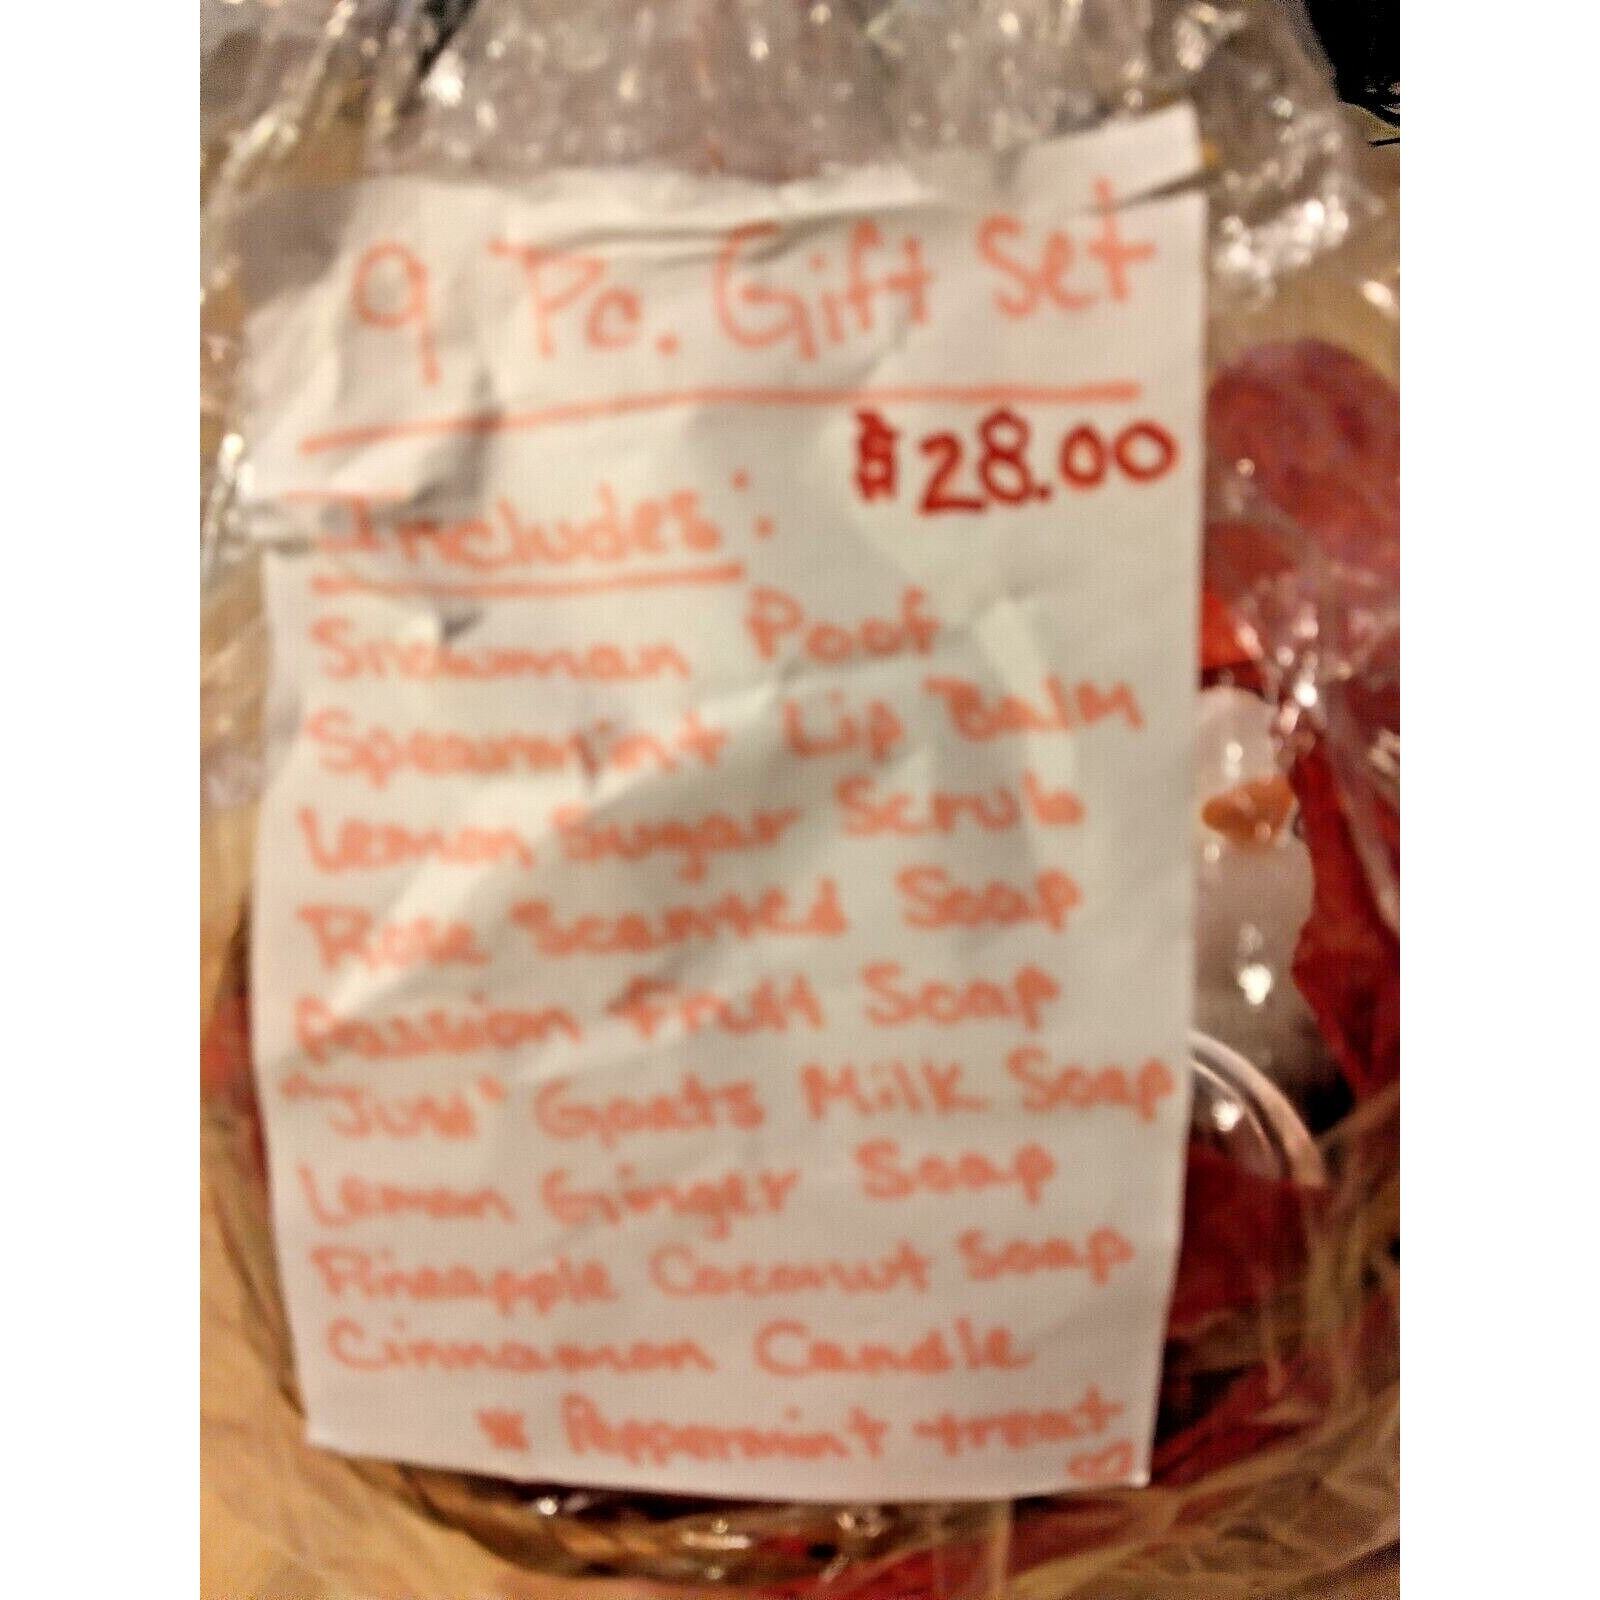 9 Pc. Gift Set
$28.00
Includes:
Snowman Poof
Spearmint Lip Balm
Lemon Sugar Scrub
Rose Scented Soap
Passion Fruit Soap
Goats Milk Soap
Lemon Ginger Soap
Pineapple Coconut Soap
Cinnamon Candle
* Peppermint treat ♡